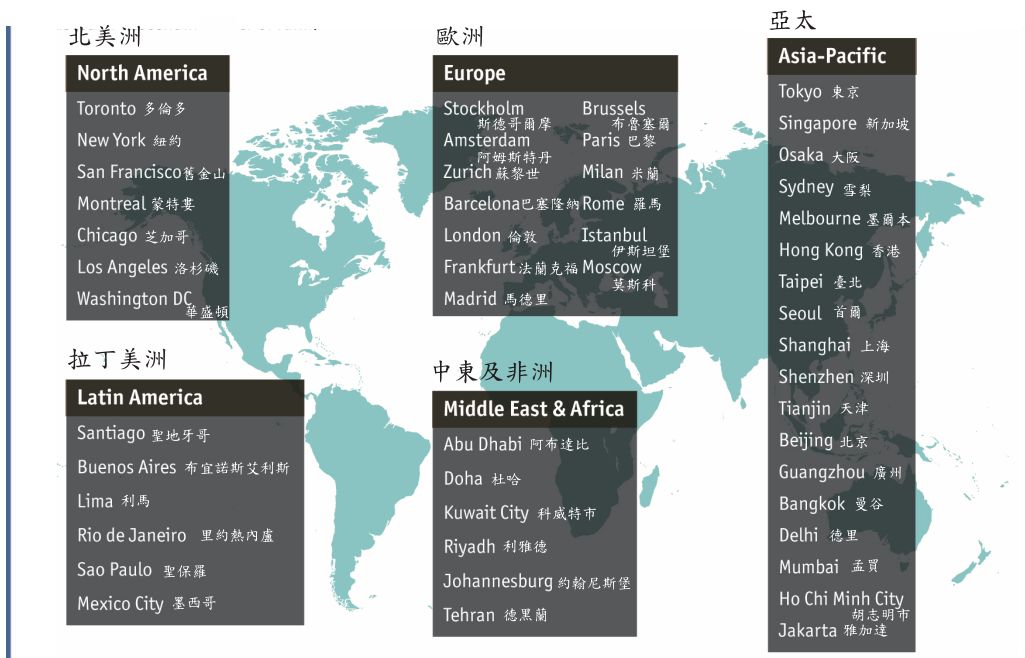 北美洲
North America
Toronto 多倫多
New York 紐約
San Francisco 舊金山
Montreal 蒙特婁
Chicago 芝加哥
Los Angeles 洛杉磯
Washington DC
華盛頓
歐洲
Europe
Stockholm
斯德哥爾摩
Amsterdam
阿姆斯特丹
Zurich 蘇黎世
Barcelona 巴塞隆納
London 倫敦
Frankfurt 法蘭克福
Madrid 馬德里
Brussels
布魯塞爾
Paris 巴黎
Milan 米蘭
Rome 羅馬
Istanbul
伊斯坦堡
Moscow
莫斯科
亞太
Asia-Pacific
Tokyo 東京
Singapore 新加坡
Osaka 大阪
Sydney 雪梨
Melbourne 墨爾本
Hong Kong 香港
Taipei 臺北
Seoul 首爾
Shanghai 上海
Shenzhen 深圳
Tianjin 天津
Beijing 北京
Guangzhou 廣州
Bangkok 曼谷
Delhi 德里
Mumbai 孟買
Ho Chi Minh City
胡志明市
Jakarta 雅加達
拉丁美洲
Latin America
Santiago 聖地牙哥
Buenos Aires 布宜諾斯艾利斯
Lima 利馬
Rio de Janeiro 里約熱內盧
Sao Paulo 聖保羅
Mexico City 墨西哥
中東及非洲
Middle East & Africa
Abu Dhabi 阿布達比
Doha 杜哈
Kuwait City 科威特市
Riyadh 利雅德
Johannesburg 約翰尼斯堡
Tehran 德黑蘭